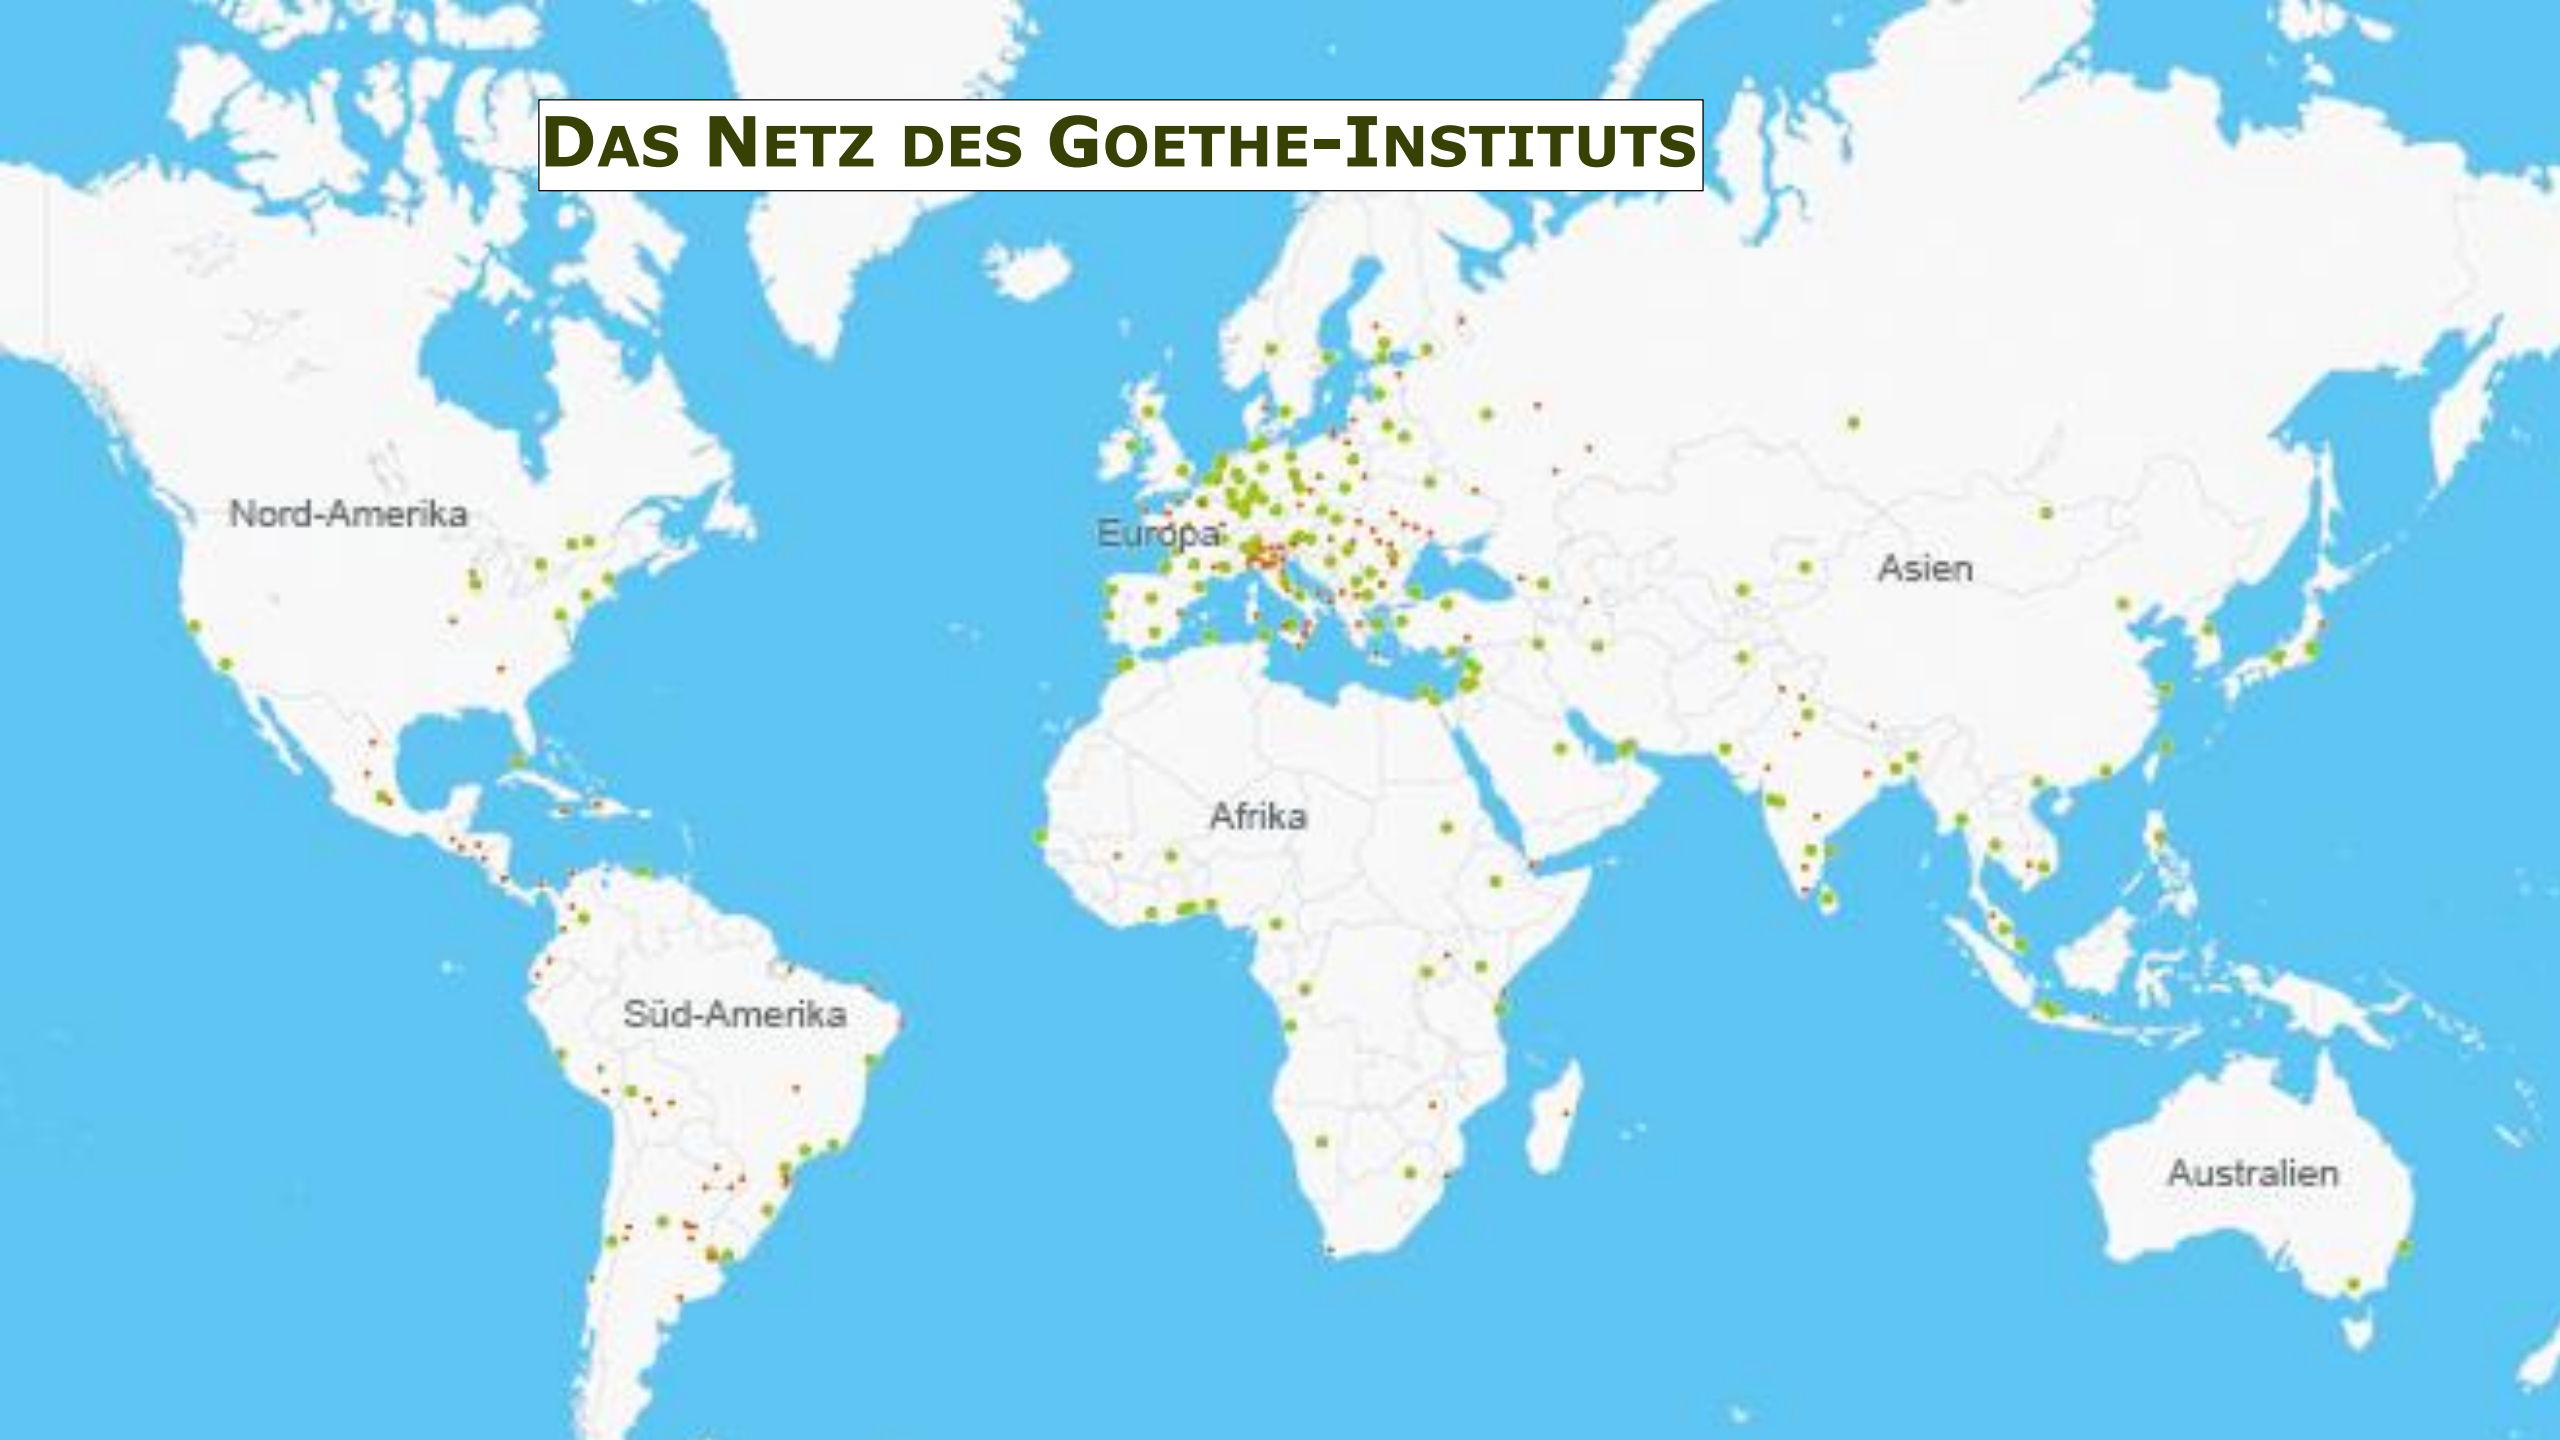 DAS NETZ DES GOETHE-INSTITUTS
Nord-Amerika
Europa
Asien
Afrika
Süd-Amerika
Australien